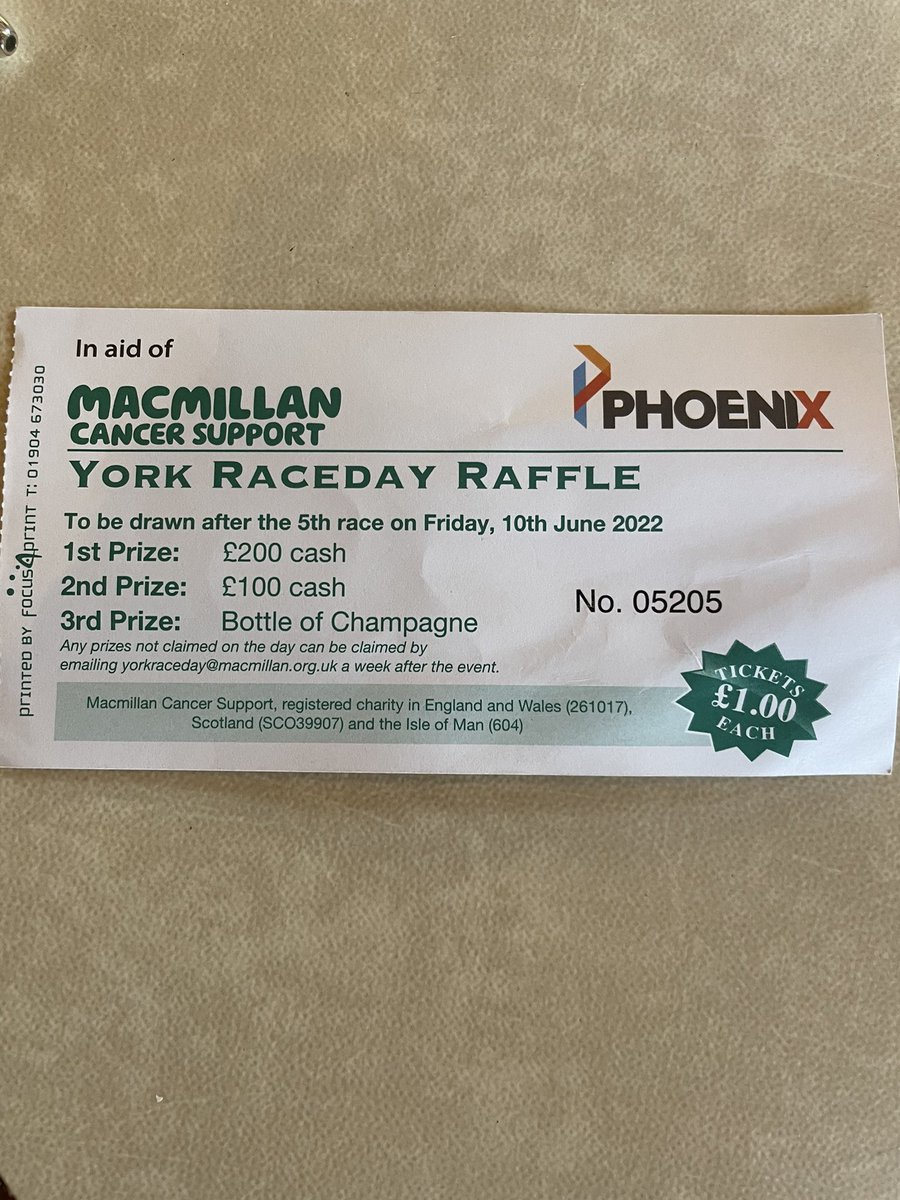 In aid of
MACMILLAN
CANCER SUPPORT
PHOENIX
YORK RACEDAY RAFFLE
To be drawn after the 5th race on Friday, 10th June 2022
1st Prize: £200 cash
2nd Prize: £100 cash
3rd Prize: Bottle of Champagne
No. 05205
Any prizes not claimed on the day can be claimed by
emailing yorkraceday@macmillan.org.uk a week after the event.
Macmillan Cancer Support, registered charity in England and Wales (261017),
Scotland (SCO39907) and the Isle of Man (604)
TICKETS
£1.00
EACH
PRINTED BY FOCUS4PRINT T: 01904 673030